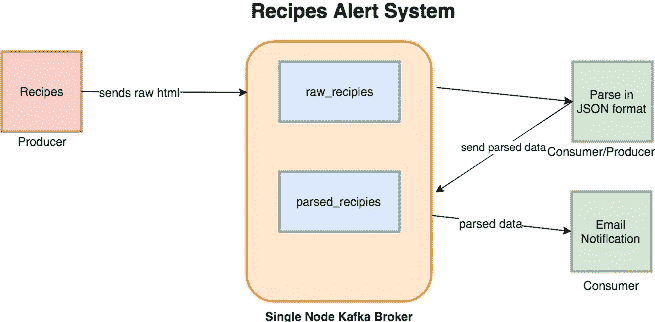 Recipes Alert System
Recipes
Producer
sends raw html
raw_recipies
parsed_recipies
Single Node Kafka Broker
Parse in
JSON format
Consumer/Producer
send parsed data
parsed data
Email
Notification
Consumer